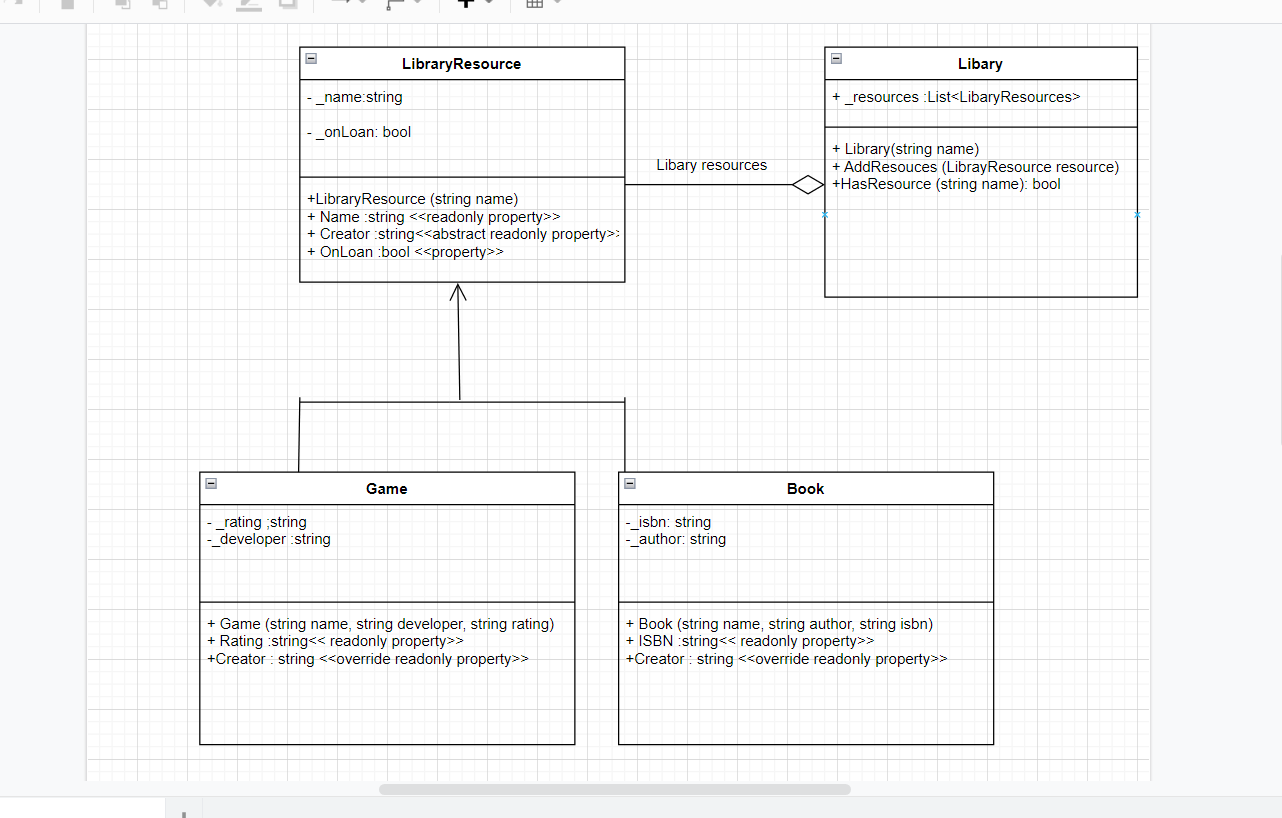 LibraryResource
- _name:string
- _onLoan: bool
+LibraryResource (string name)
+ Name :string <<readonly property>>
+ Creator :string<<abstract readonly property>>
+ OnLoan :bool <<property>>
Libary resources
Libary
+ _resources :List<LibaryResources>
+ Library(string name)
+ AddResouces (LibrayResource resource)
+HasResource (string name): bool
Game
- _rating ;string
-_developer :string
+ Game (string name, string developer, string rating)
+ Rating :string<< readonly property>>
+Creator : string <<override readonly property>>
Book
-_isbn: string
-_author: string
+ Book (string name, string author, string isbn)
+ ISBN :string<< readonly property>>
+Creator : string <<override readonly property>>